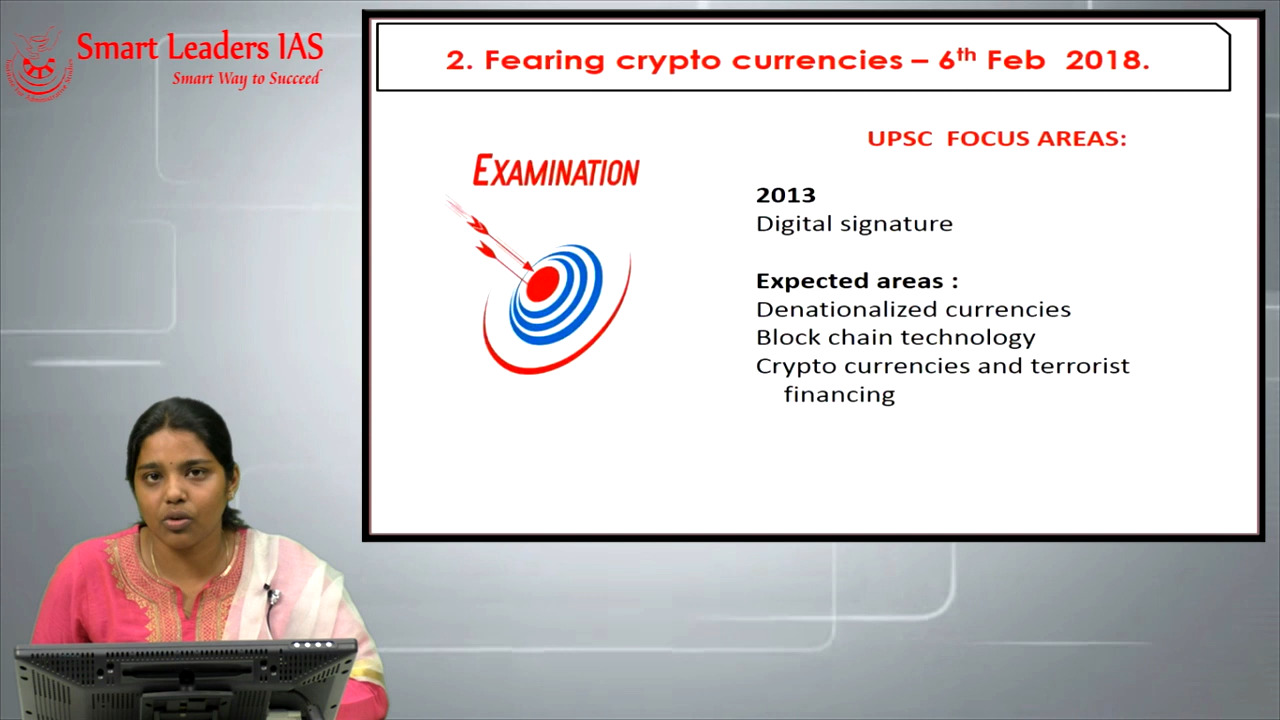 Smart Leaders IAS
Smart Way to Succeed
2. Fearing crypto currencies – 6th Feb 2018.
UPSC FOCUS AREAS:
EXAMINATION
2013
Digital signature
Expected areas :
Denationalized currencies
Block chain technology
Crypto currencies and terrorist
financing